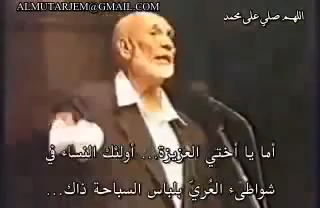 ALMUTARJEM@GMAIL.COM
اللهم صلي على محمد
أما يا أختي العزيزة... أولئك النساء في
شواطىء العُريّ بلباس السباحة ذاك...